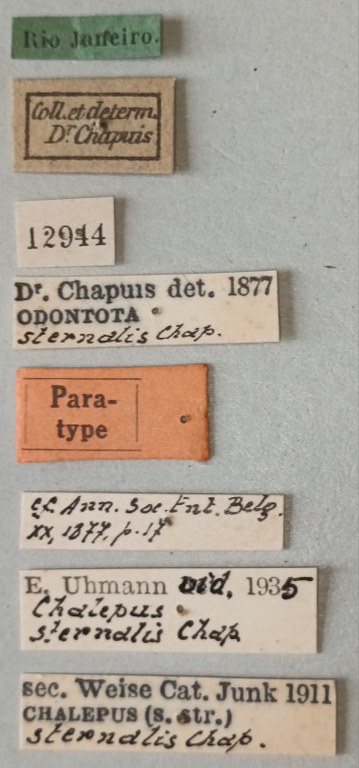 Rio Janeiro.
Coll. et determ.
Dr. Chapuis
12944
Dr. Chapuis det. 1877
ODONTOTA
sternalis Chap.
Para-
type
cf. Ann. Soc. Ent. Belg.
XX, 1877, p. 17
E. Uhmann vid. 1935
Chalepus
sternalis Chap.
sec. Weise Cat. Junk 1911
CHALEPUS (s. str.)
sternalis Chap.